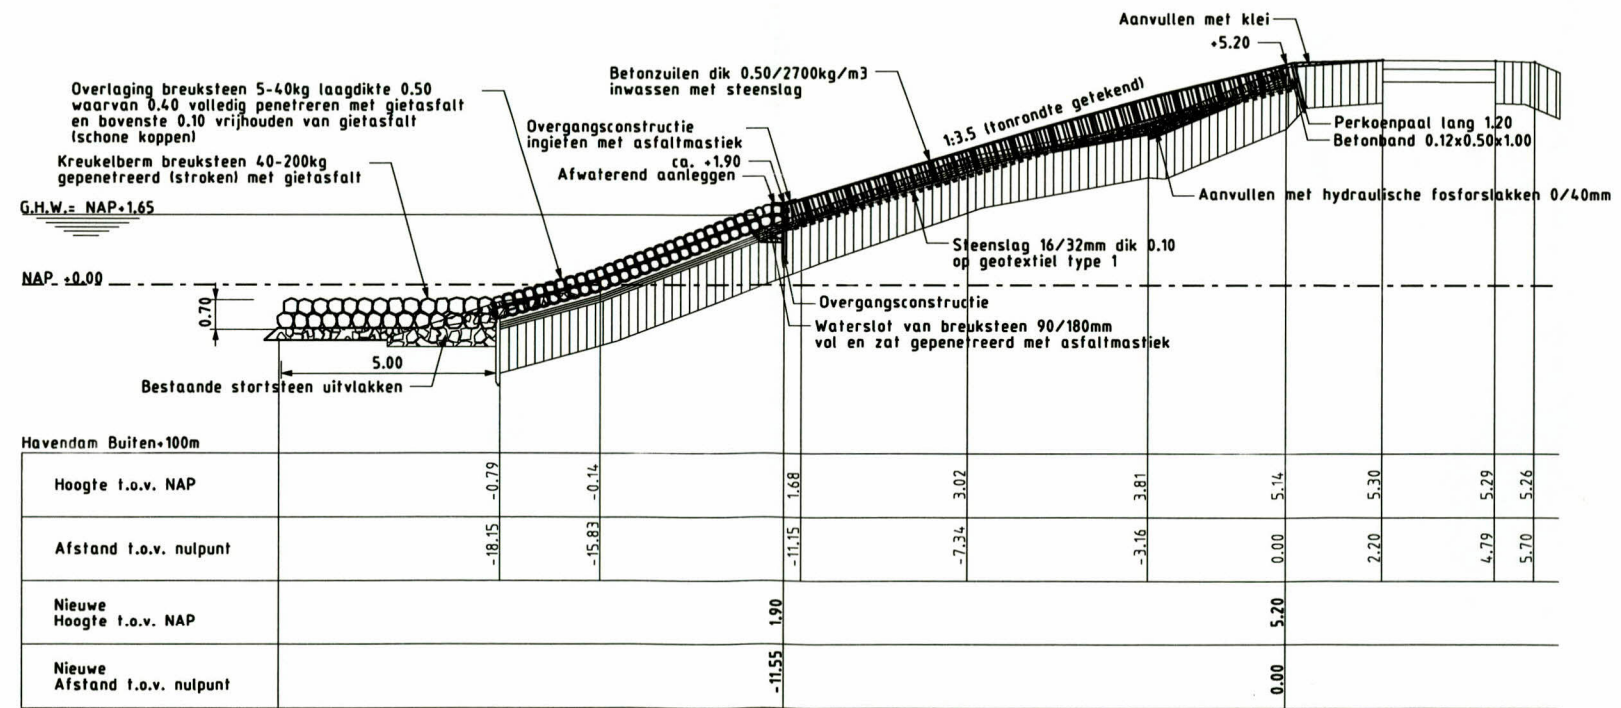 Aanvullen met klei
+5.20
Overlaging breuksteen 5-40kg laagdikte 0.50
waarvan 0.40 volledig penetreren met gietasfalt
en bovenste 0.10 vrijhouden van gietasfalt
(schone koppen)
Kreukelberm breuksteen 40-200kg
gepenetreerd (stroken) met gietasfalt
Betonzuilen dik 0.50/2700kg/m3
inwassen met steenslag
Overgangsconstructie
ingieten met asfaltmastiek
ca. +1.90
Afwaterend aanleggen
1:3.5 (tonrondte getekend)
Perkoenpaal lang 1.20
Betonband 0.12x0.50x1.00
Aanvullen met hydraulische fosforslakken 0/40mm
G.H.W.= NAP+1.65
NAP +0.00
0.70
5.00
Steenslag 16/32mm dik 0.10
op geotextiel type 1
Overgangsconstructie
Waterslot van breuksteen 90/180mm
vol en zat gepenetreerd met asfaltmastiek
Bestaande stortsteen uitvlakken
Havendam Buiten+100m
Hoogte t.o.v. NAP
-0.79
-0.14
1.68
3.02
3.81
5.14
5.30
5.29
5.26
Afstand t.o.v. nulpunt
-18.15
-15.83
-11.15
-7.34
-3.16
0.00
2.20
4.79
5.70
Nieuwe
Hoogte t.o.v. NAP
1.90
5.20
Nieuwe
Afstand t.o.v. nulpunt
-11.55
0.00